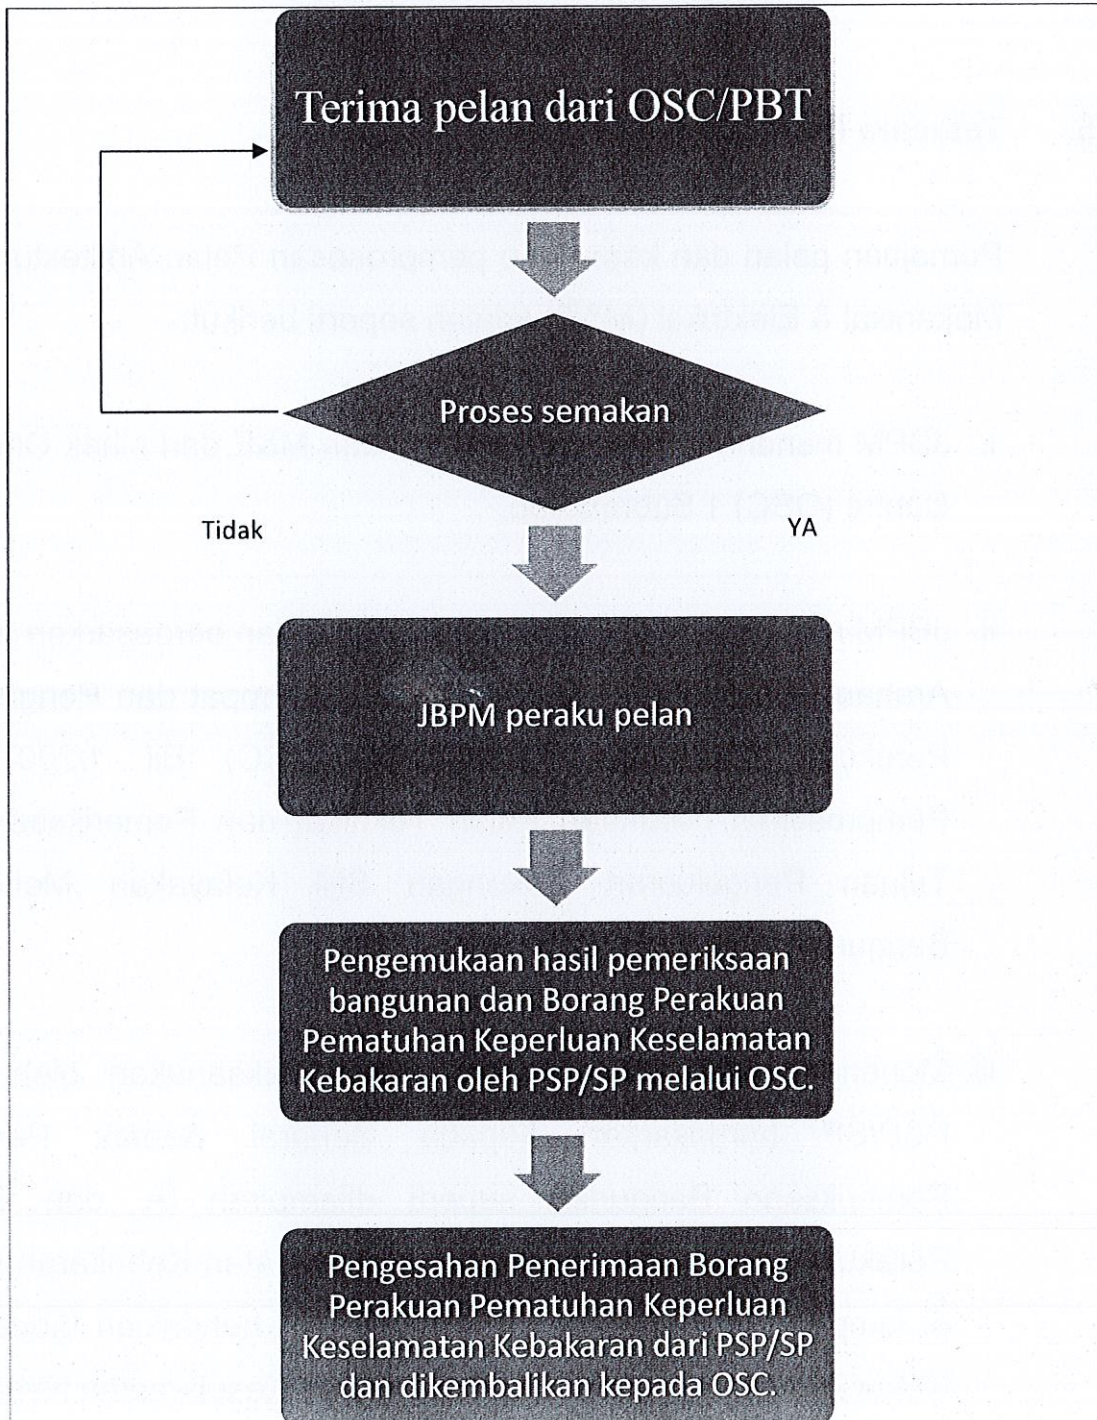 Terima pelan dari OSC/PBT
Proses semakan
Tidak
YA
JBPM peraku pelan
Pengemukaan hasil pemeriksaan
bangunan dan Borang Perakuan
Pematuhan Keperluan Keselamatan
Kebakaran oleh PSP/SP melalui OSC.
Pengesahan Penerimaan Borang
Perakuan Pematuhan Keperluan
Keselamatan Kebakaran dari PSP/SP
dan dikembalikan kepada OSC.